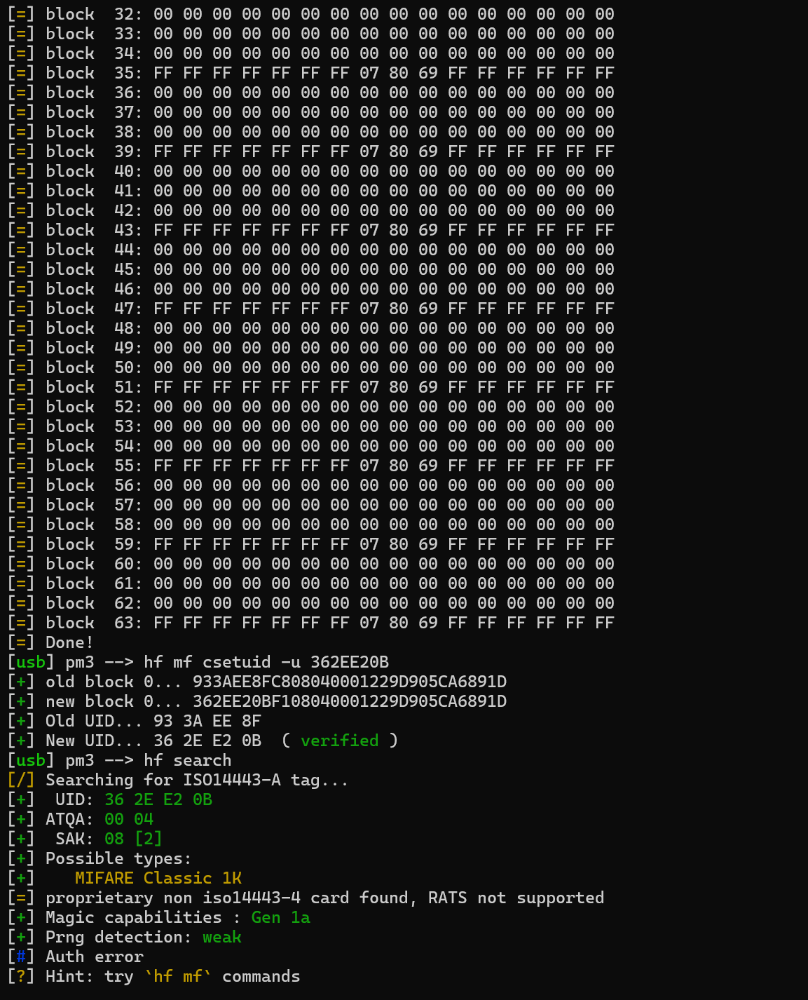 [=] block  32: 00 00 00 00 00 00 00 00 00 00 00 00 00 00 00 00
[=] block  33: 00 00 00 00 00 00 00 00 00 00 00 00 00 00 00 00
[=] block  34: 00 00 00 00 00 00 00 00 00 00 00 00 00 00 00 00
[=] block  35: FF FF FF FF FF FF FF 07 80 69 FF FF FF FF FF FF
[=] block  36: 00 00 00 00 00 00 00 00 00 00 00 00 00 00 00 00
[=] block  37: 00 00 00 00 00 00 00 00 00 00 00 00 00 00 00 00
[=] block  38: 00 00 00 00 00 00 00 00 00 00 00 00 00 00 00 00
[=] block  39: FF FF FF FF FF FF FF 07 80 69 FF FF FF FF FF FF
[=] block  40: 00 00 00 00 00 00 00 00 00 00 00 00 00 00 00 00
[=] block  41: 00 00 00 00 00 00 00 00 00 00 00 00 00 00 00 00
[=] block  42: 00 00 00 00 00 00 00 00 00 00 00 00 00 00 00 00
[=] block  43: FF FF FF FF FF FF FF 07 80 69 FF FF FF FF FF FF
[=] block  44: 00 00 00 00 00 00 00 00 00 00 00 00 00 00 00 00
[=] block  45: 00 00 00 00 00 00 00 00 00 00 00 00 00 00 00 00
[=] block  46: 00 00 00 00 00 00 00 00 00 00 00 00 00 00 00 00
[=] block  47: FF FF FF FF FF FF FF 07 80 69 FF FF FF FF FF FF
[=] block  48: 00 00 00 00 00 00 00 00 00 00 00 00 00 00 00 00
[=] block  49: 00 00 00 00 00 00 00 00 00 00 00 00 00 00 00 00
[=] block  50: 00 00 00 00 00 00 00 00 00 00 00 00 00 00 00 00
[=] block  51: FF FF FF FF FF FF FF 07 80 69 FF FF FF FF FF FF
[=] block  52: 00 00 00 00 00 00 00 00 00 00 00 00 00 00 00 00
[=] block  53: 00 00 00 00 00 00 00 00 00 00 00 00 00 00 00 00
[=] block  54: 00 00 00 00 00 00 00 00 00 00 00 00 00 00 00 00
[=] block  55: FF FF FF FF FF FF FF 07 80 69 FF FF FF FF FF FF
[=] block  56: 00 00 00 00 00 00 00 00 00 00 00 00 00 00 00 00
[=] block  57: 00 00 00 00 00 00 00 00 00 00 00 00 00 00 00 00
[=] block  58: 00 00 00 00 00 00 00 00 00 00 00 00 00 00 00 00
[=] block  59: FF FF FF FF FF FF FF 07 80 69 FF FF FF FF FF FF
[=] block  60: 00 00 00 00 00 00 00 00 00 00 00 00 00 00 00 00
[=] block  61: 00 00 00 00 00 00 00 00 00 00 00 00 00 00 00 00
[=] block  62: 00 00 00 00 00 00 00 00 00 00 00 00 00 00 00 00
[=] block  63: FF FF FF FF FF FF FF 07 80 69 FF FF FF FF FF FF
[=] Done!
[usb] pm3 --> hf mf csetuid -u 362EE20B
[+] old block 0... 933AEE8FC808040001229D905CA6891D
[+] new block 0... 362EE20BF108040001229D905CA6891D
[+] Old UID... 93 3A EE 8F
[+] New UID... 36 2E E2 0B  ( verified )
[usb] pm3 --> hf search
[/] Searching for ISO14443-A tag...
[+]  UID: 36 2E E2 0B
[+] ATQA: 00 04
[+]  SAK: 08 [2]
[+] Possible types:
[+]    MIFARE Classic 1K
[=] proprietary non iso14443-4 card found, RATS not supported
[+] Magic capabilities : Gen 1a
[+] Prng detection: weak
[#] Auth error
[?] Hint: try `hf mf` commands